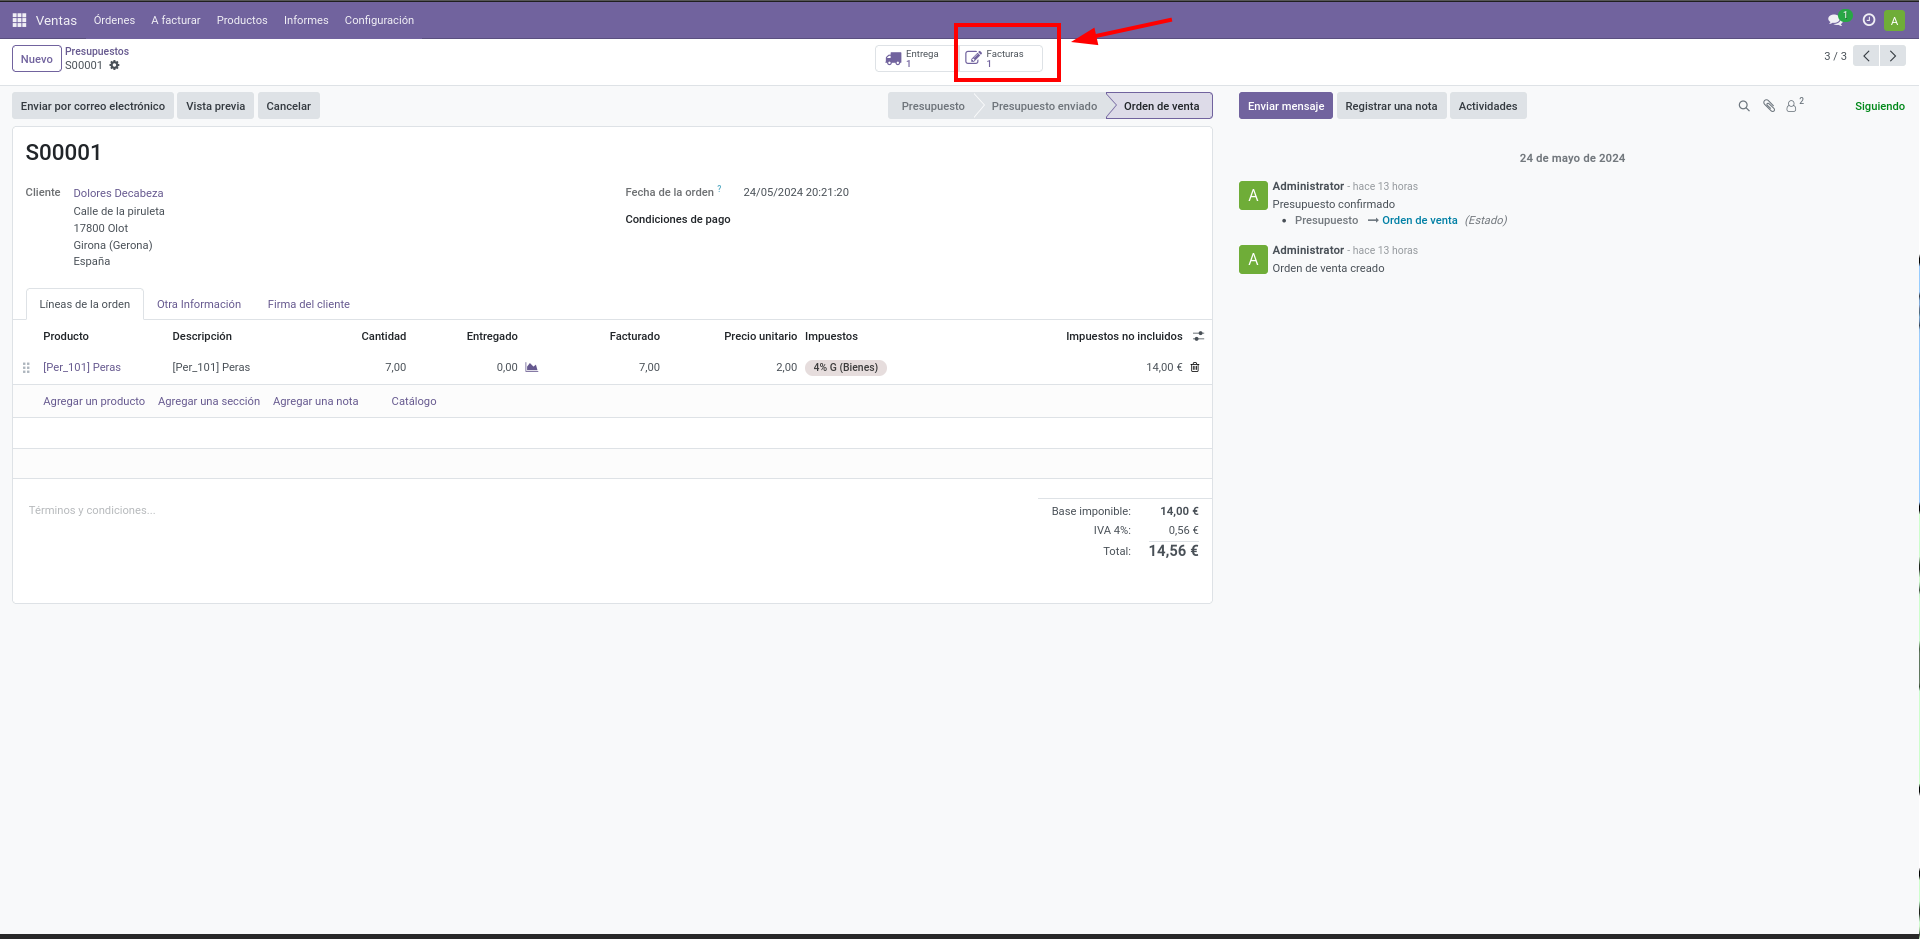 Ventas Órdenes A facturar Productos Informes Configuración 1 A
Nuevo Presupuestos
S00001
Entrega
1
Facturas
1
3 / 3
Enviar por correo electrónico Vista previa Cancelar Presupuesto Presupuesto enviado Orden de venta Enviar mensaje Registrar una nota Actividades 2 Siguiendo
S00001
Cliente Dolores Decabeza
Calle de la piruleta
17800 Olot
Girona (Gerona)
España
Fecha de la orden ? 24/05/2024 20:21:20
Condiciones de pago
Líneas de la orden Otra Información Firma del cliente
Producto Descripción Cantidad Entregado Facturado Precio unitario Impuestos Impuestos no incluidos
[Per_101] Peras [Per_101] Peras 7,00 0,00 7,00 2,00 4% G (Bienes) 14,00 €
Agregar un producto Agregar una sección Agregar una nota Catálogo
Términos y condiciones...
Base imponible: 14,00 €
IVA 4%: 0,56 €
Total: 14,56 €
24 de mayo de 2024
A Administrator - hace 13 horas
Presupuesto confirmado
• Presupuesto → Orden de venta (Estado)
A Administrator - hace 13 horas
Orden de venta creado